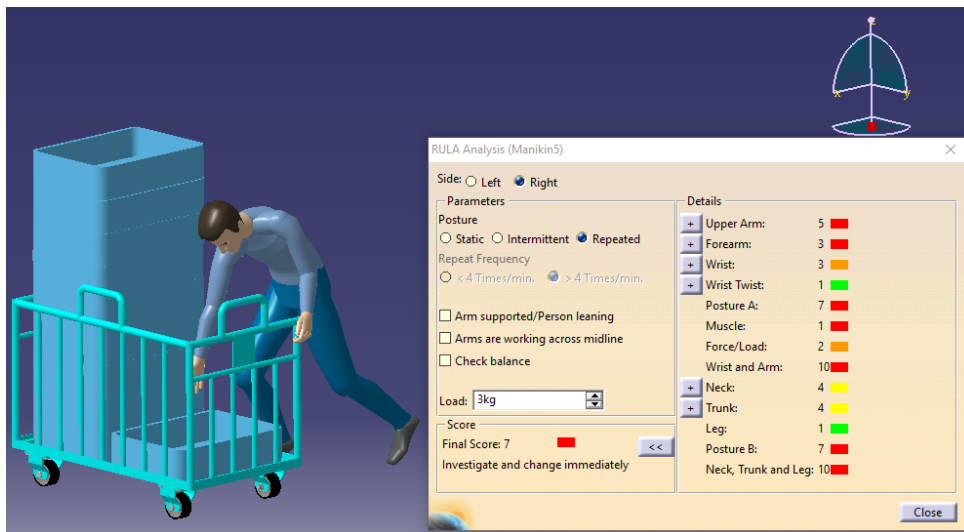 z
x
y
RULA Analysis (Manikin5)
Side: Left Right
Parameters
Posture
Static Intermittent Repeated
Repeat Frequency
< 4 Times/min. > 4 Times/min.
Arm supported/Person leaning
Arms are working across midline
Check balance
Load: 3kg
Score
Final Score: 7
<<
Investigate and change immediately
Details
+ Upper Arm: 5
+ Forearm: 3
+ Wrist: 3
+ Wrist Twist: 1
Posture A: 7
Muscle: 1
Force/Load: 2
Wrist and Arm: 10
+ Neck: 4
+ Trunk: 4
Leg: 1
Posture B: 7
Neck, Trunk and Leg: 10
Close